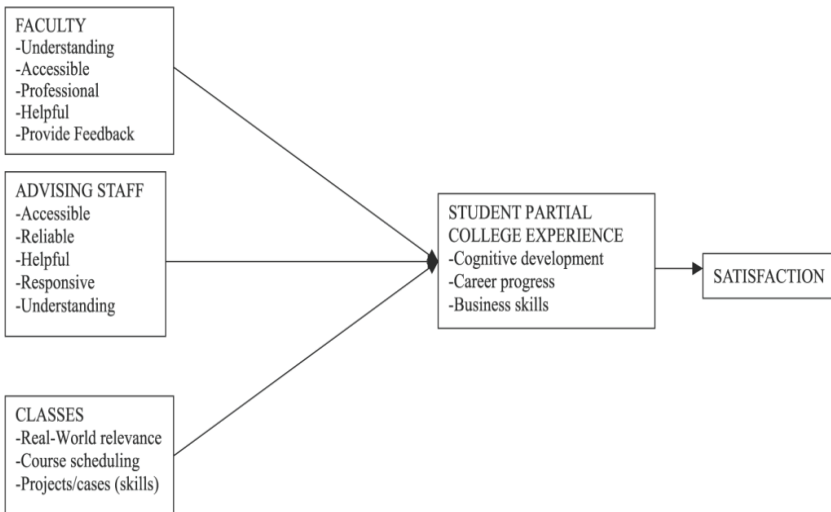 FACULTY
-Understanding
-Accessible
-Professional
-Helpful
-Provide Feedback
ADVISING STAFF
-Accessible
-Reliable
-Helpful
-Responsive
-Understanding
CLASSES
-Real-World relevance
-Course scheduling
-Projects/cases (skills)
STUDENT PARTIAL
COLLEGE EXPERIENCE
-Cognitive development
-Career progress
-Business skills
SATISFACTION